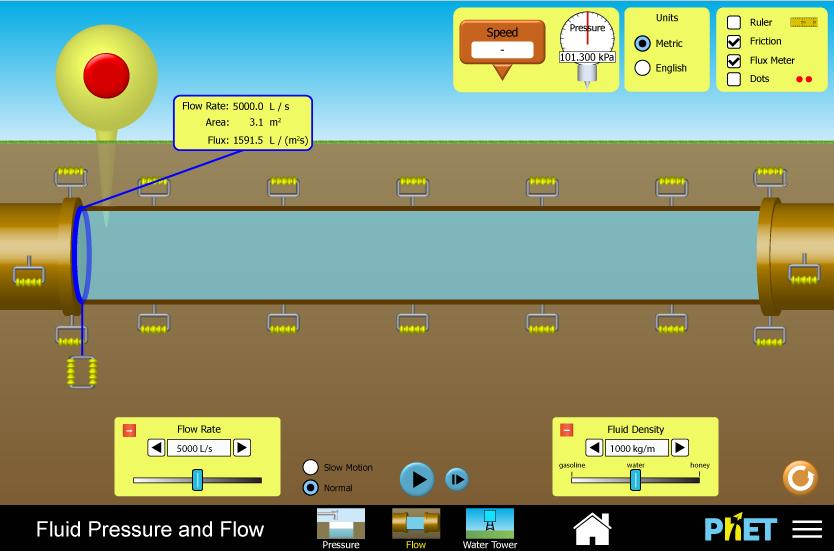 Speed
-
Pressure
101.300 kPa
Units
Metric
English
Ruler
Friction
Flux Meter
Dots
Flow Rate: 5000.0 L / s
Area: 3.1 m²
Flux: 1591.5 L / (m²s)
Flow Rate
5000 L/s
Slow Motion
Normal
Fluid Density
1000 kg/m
gasoline water honey
Fluid Pressure and Flow
Pressure
Flow
Water Tower
PhET